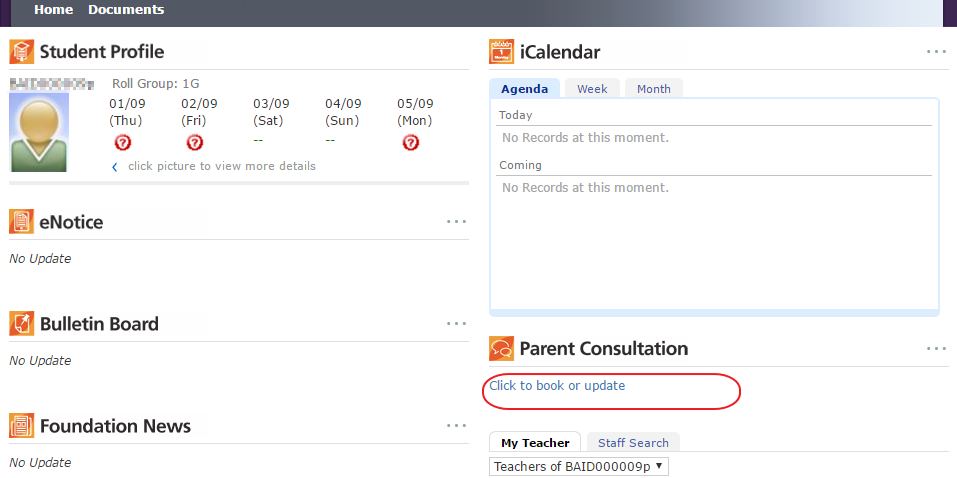 Home Documents
Student Profile
Roll Group: 1G
01/09 02/09 03/09 04/09 05/09
(Thu) (Fri) (Sat) (Sun) (Mon)
? ? -- -- ?
‹ click picture to view more details
eNotice
No Update
Bulletin Board
No Update
Foundation News
No Update
iCalendar
Agenda Week Month
Today
No Records at this moment.
Coming
No Records at this moment.
Parent Consultation
Click to book or update
My Teacher Staff Search
Teachers of BAID000009p